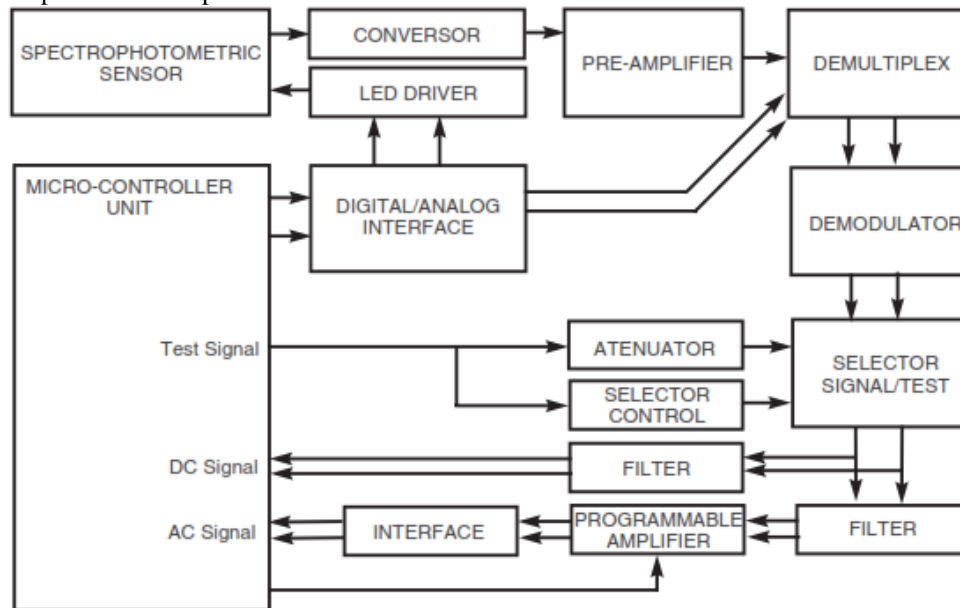 SPECTROPHOTOMETRIC
SENSOR
CONVERSOR
LED DRIVER
PRE-AMPLIFIER
DEMULTIPLEX
MICRO-CONTROLLER
UNIT
DIGITAL/ANALOG
INTERFACE
DEMODULATOR
Test Signal
ATENUATOR
SELECTOR
CONTROL
SELECTOR
SIGNAL/TEST
DC Signal
FILTER
AC Signal
INTERFACE
PROGRAMMABLE
AMPLIFIER
FILTER